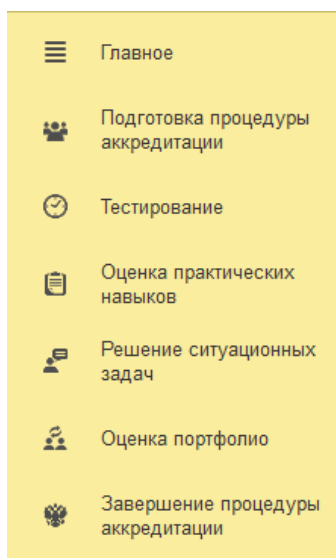 Главное
Подготовка процедуры
аккредитации
Тестирование
Оценка практических
навыков
Решение ситуационных
задач
Оценка портфолио
Завершение процедуры
аккредитации